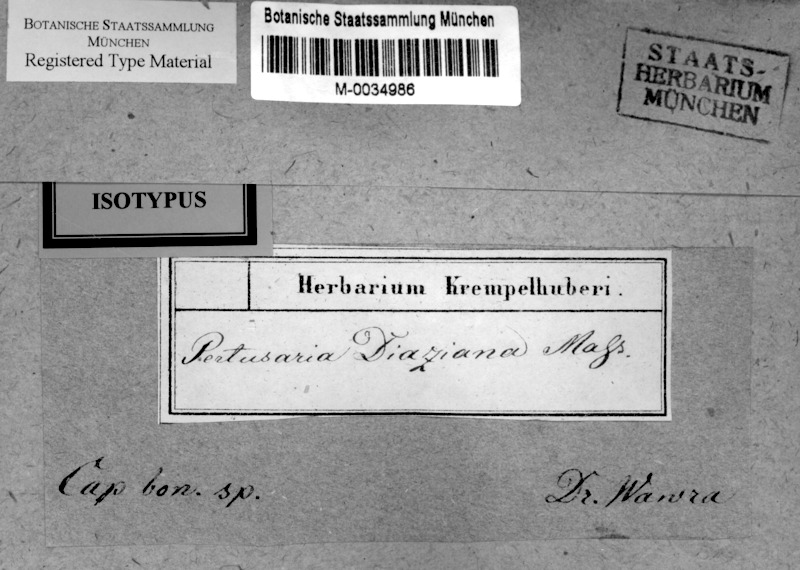 BOTANISCHE STAATSSAMMLUNG
MÜNCHEN
Registered Type Material
Botanische Staatssammlung München
M-0034986
STAATS-
HERBARIUM
MÜNCHEN
ISOTYPUS
Herbarium Krempelhuberi.
Pertusaria Diaziana Maſs.
Cap bon. sp.
Dr. Wawra